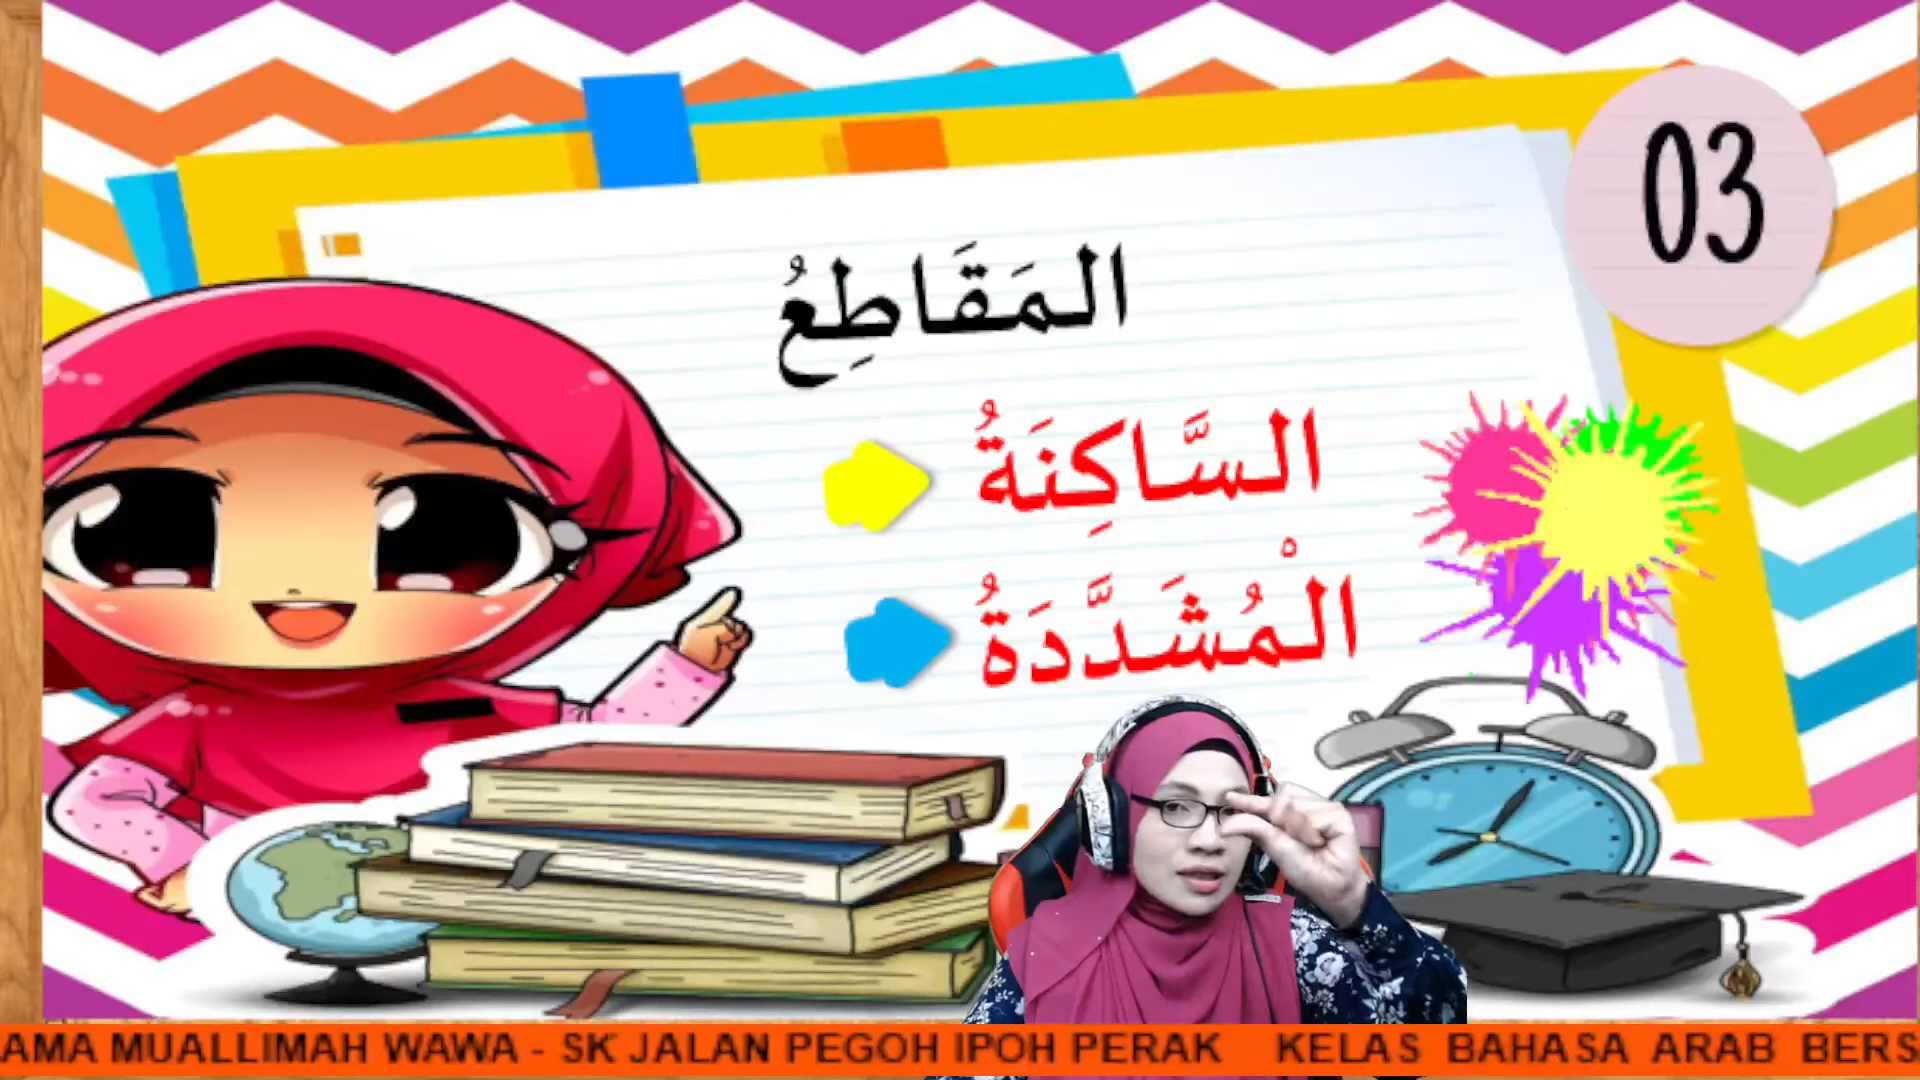 03
المَقَاطِعُ
السَّاكِنَةُ
الْمُشَدَّدَةُ
AMA MUALLIMAH WAWA - SK JALAN PEGOH IPOH PERAK KELAS BAHASA ARAB BERS